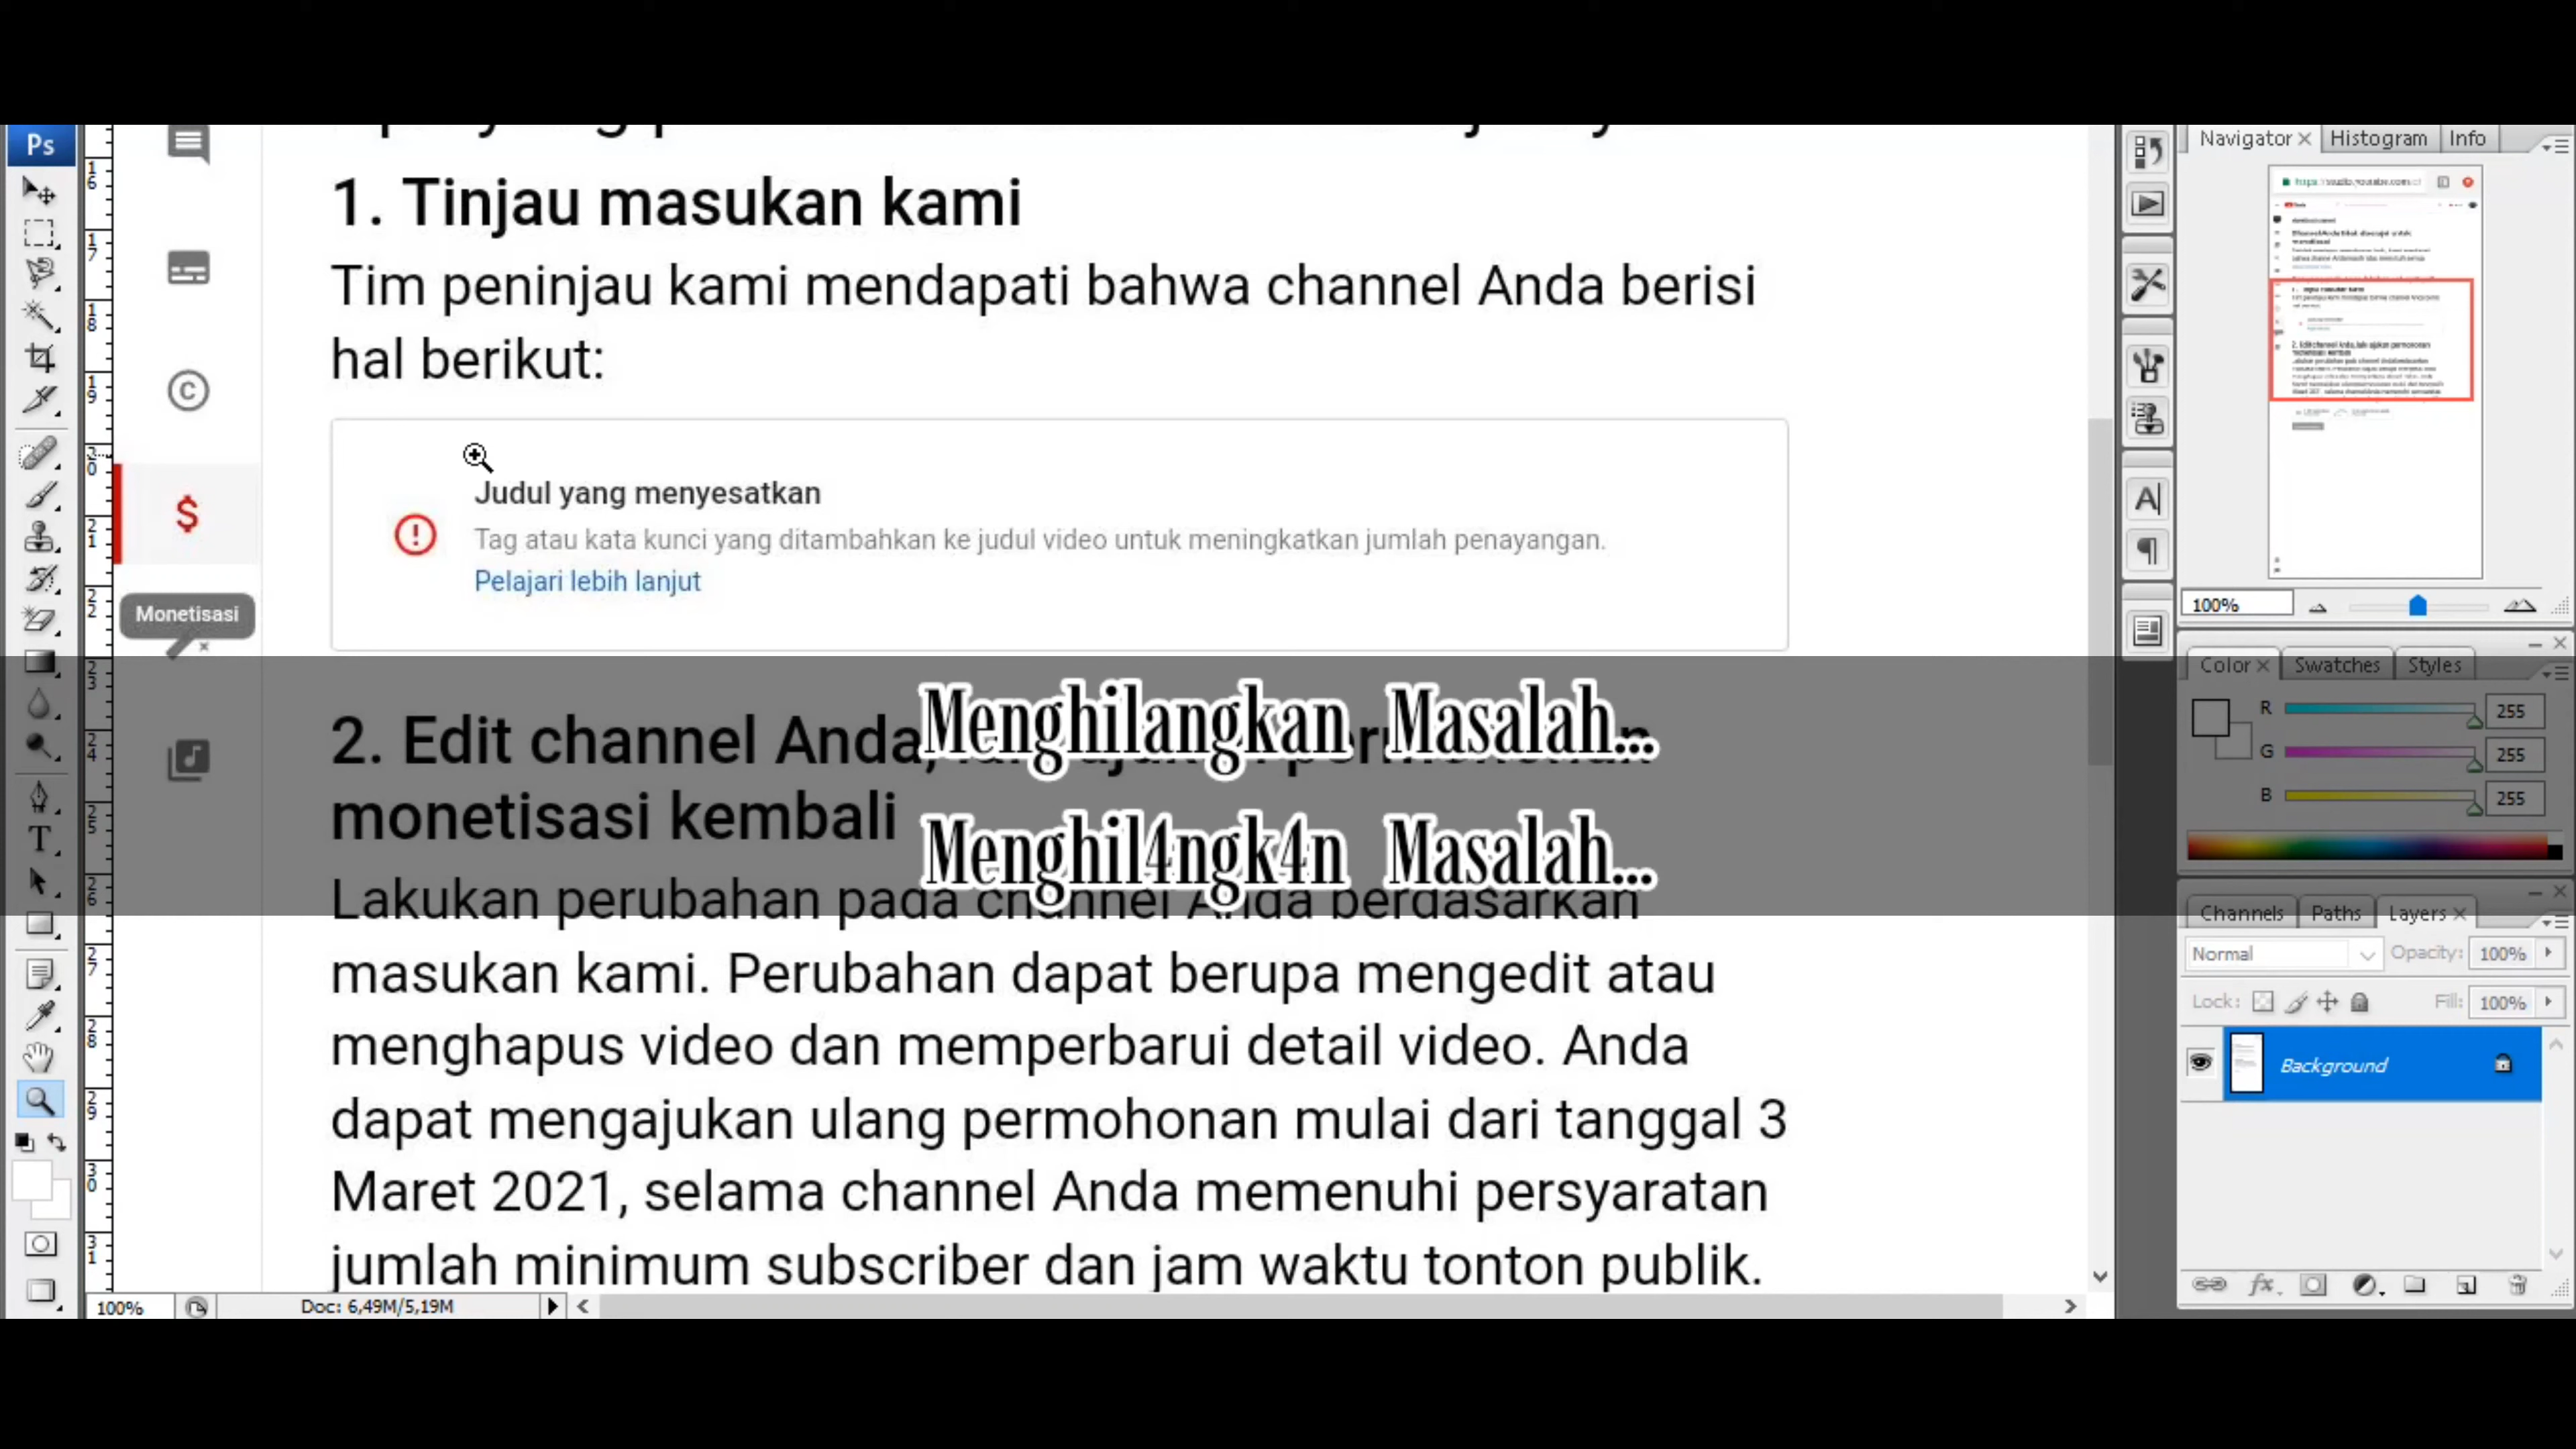 Ps
Navigator
Histogram
Info
1. Tinjau masukan kami
Tim peninjau kami mendapati bahwa channel Anda berisi
hal berikut:
Judul yang menyesatkan
Tag atau kata kunci yang ditambahkan ke judul video untuk meningkatkan jumlah penayangan.
Pelajari lebih lanjut
$
Monetisasi
100%
Color
Swatches
Styles
R 255
G 255
B 255
2. Edit channel Anda,
monetisasi kembali
Menghilangkan Masalah...
Menghil4ngk4n Masalah...
Lakukan perubahan pada channel Anda berdasarkan
masukan kami. Perubahan dapat berupa mengedit atau
menghapus video dan memperbarui detail video. Anda
dapat mengajukan ulang permohonan mulai dari tanggal 3
Maret 2021, selama channel Anda memenuhi persyaratan
jumlah minimum subscriber dan jam waktu tonton publik.
Channels
Paths
Layers
Normal
Opacity: 100%
Lock:
Fill: 100%
Background
100%
Doc: 6,49M/5,19M